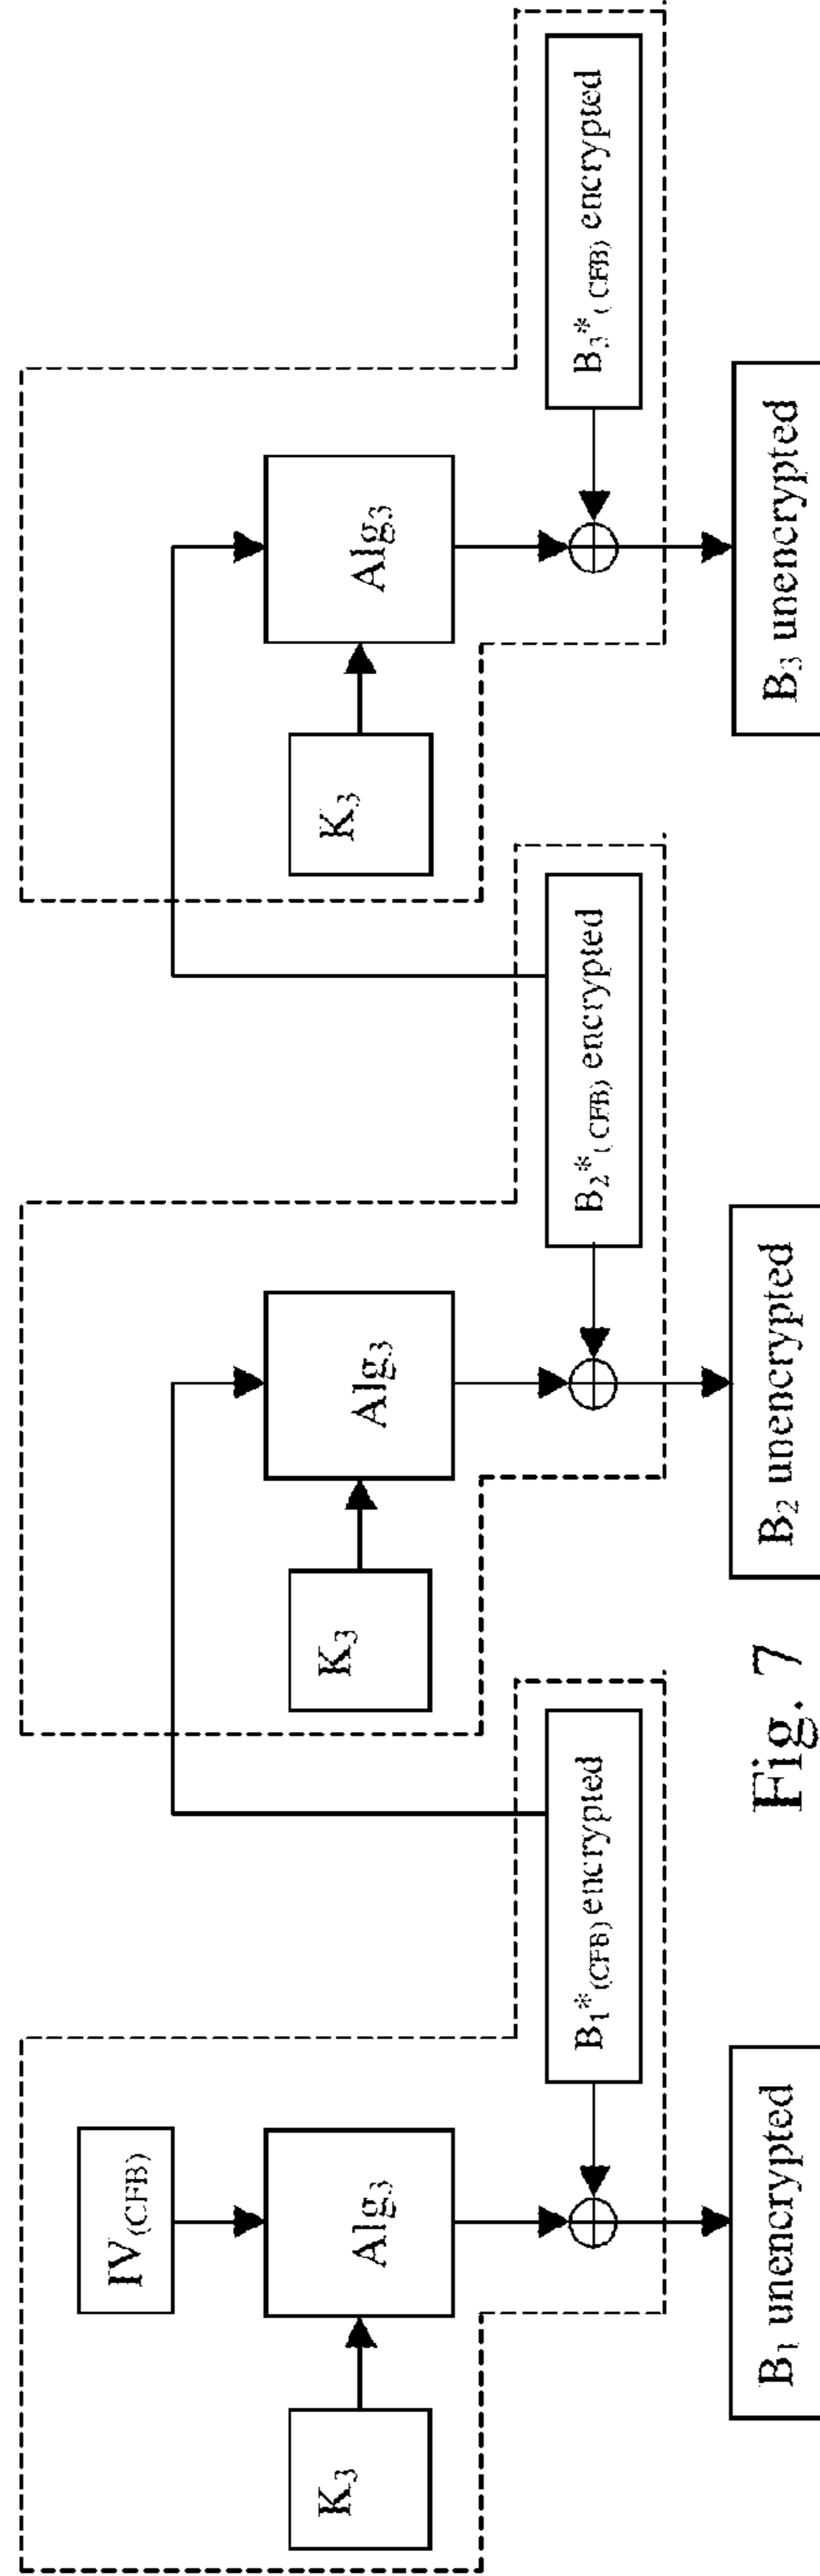 IV(CFB)
K₃
Alg₃
B₁*(CFB) encrypted
B₁ unencrypted
K₃
Alg₃
B₂*(CFB) encrypted
B₂ unencrypted
K₃
Alg₃
B₃*(CFB) encrypted
B₃ unencrypted
Fig. 7